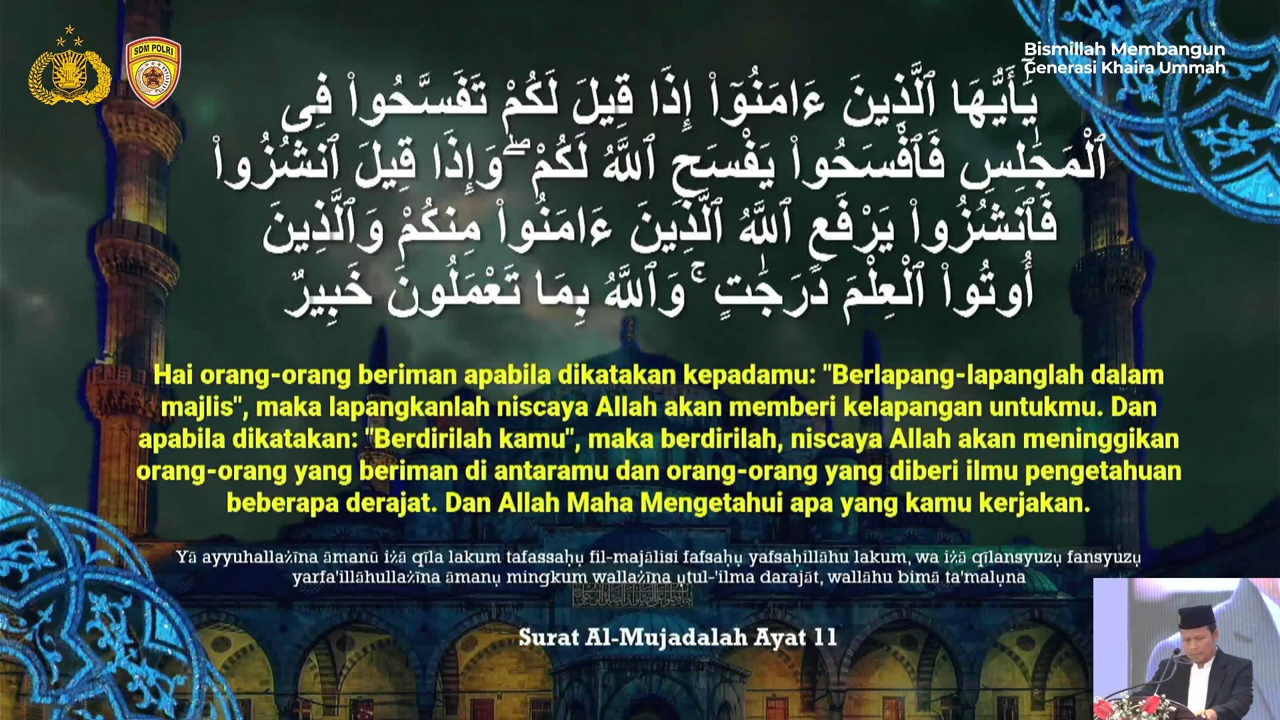 SDM POLRI
Bismillah Membangun
Generasi Khaira Ummah
يَٰٓأَيُّهَا ٱلَّذِينَ ءَامَنُوٓا۟ إِذَا قِيلَ لَكُمْ تَفَسَّحُوا۟ فِى
ٱلْمَجَٰلِسِ فَٱفْسَحُوا۟ يَفْسَحِ ٱللَّهُ لَكُمْ ۖ وَإِذَا قِيلَ ٱنشُزُوا۟
فَٱنشُزُوا۟ يَرْفَعِ ٱللَّهُ ٱلَّذِينَ ءَامَنُوا۟ مِنكُمْ وَٱلَّذِينَ
أُوتُوا۟ ٱلْعِلْمَ دَرَجَٰتٍ ۚ وَٱللَّهُ بِمَا تَعْمَلُونَ خَبِيرٌ
Hai orang-orang beriman apabila dikatakan kepadamu: "Berlapang-lapanglah dalam
majlis", maka lapangkanlah niscaya Allah akan memberi kelapangan untukmu. Dan
apabila dikatakan: "Berdirilah kamu", maka berdirilah, niscaya Allah akan meninggikan
orang-orang yang beriman di antaramu dan orang-orang yang diberi ilmu pengetahuan
beberapa derajat. Dan Allah Maha Mengetahui apa yang kamu kerjakan.
Yā ayyuhallażīna āmanū iżā qīla lakum tafassaḥụ fil-majālisi fafsaḥụ yafsaḥillāhu lakum, wa iżā qīlansyuzụ fansyuzụ
yarfa'illāhullażīna āmanụ mingkum wallażīna ụtul-'ilma darajāt, wallāhu bimā ta'malụna
Surat Al-Mujadalah Ayat 11